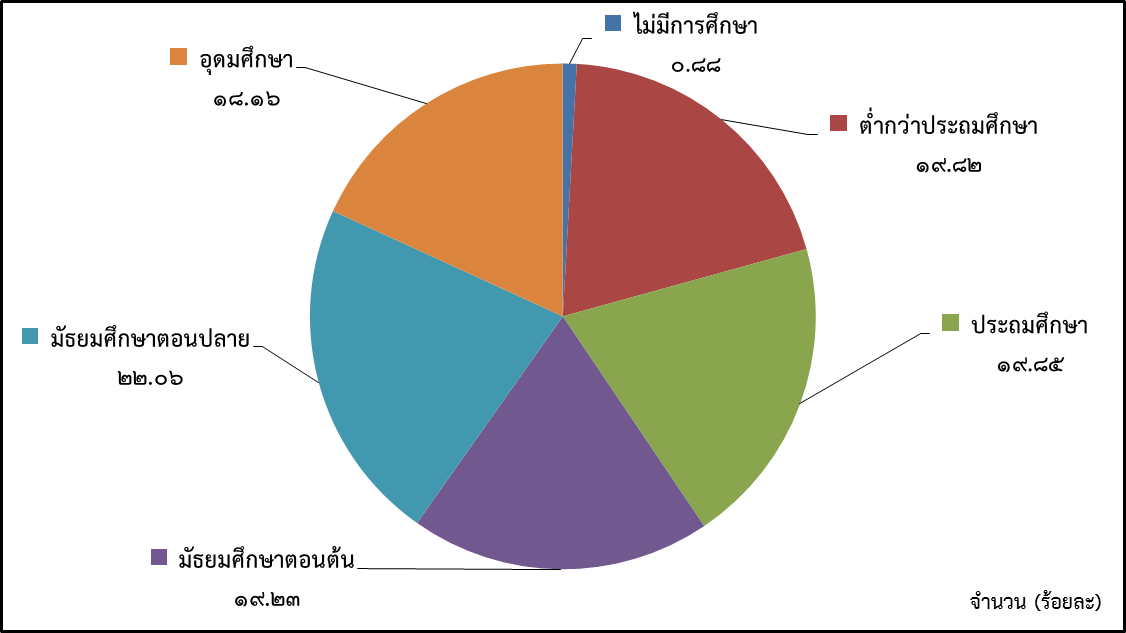 ไม่มีการศึกษา
๐.๘๘
อุดมศึกษา
๑๘.๑๖
ต่ำกว่าประถมศึกษา
๑๙.๘๒
ประถมศึกษา
๑๙.๘๕
มัธยมศึกษาตอนปลาย
๒๒.๐๖
มัธยมศึกษาตอนต้น
๑๙.๒๓
จำนวน (ร้อยละ)